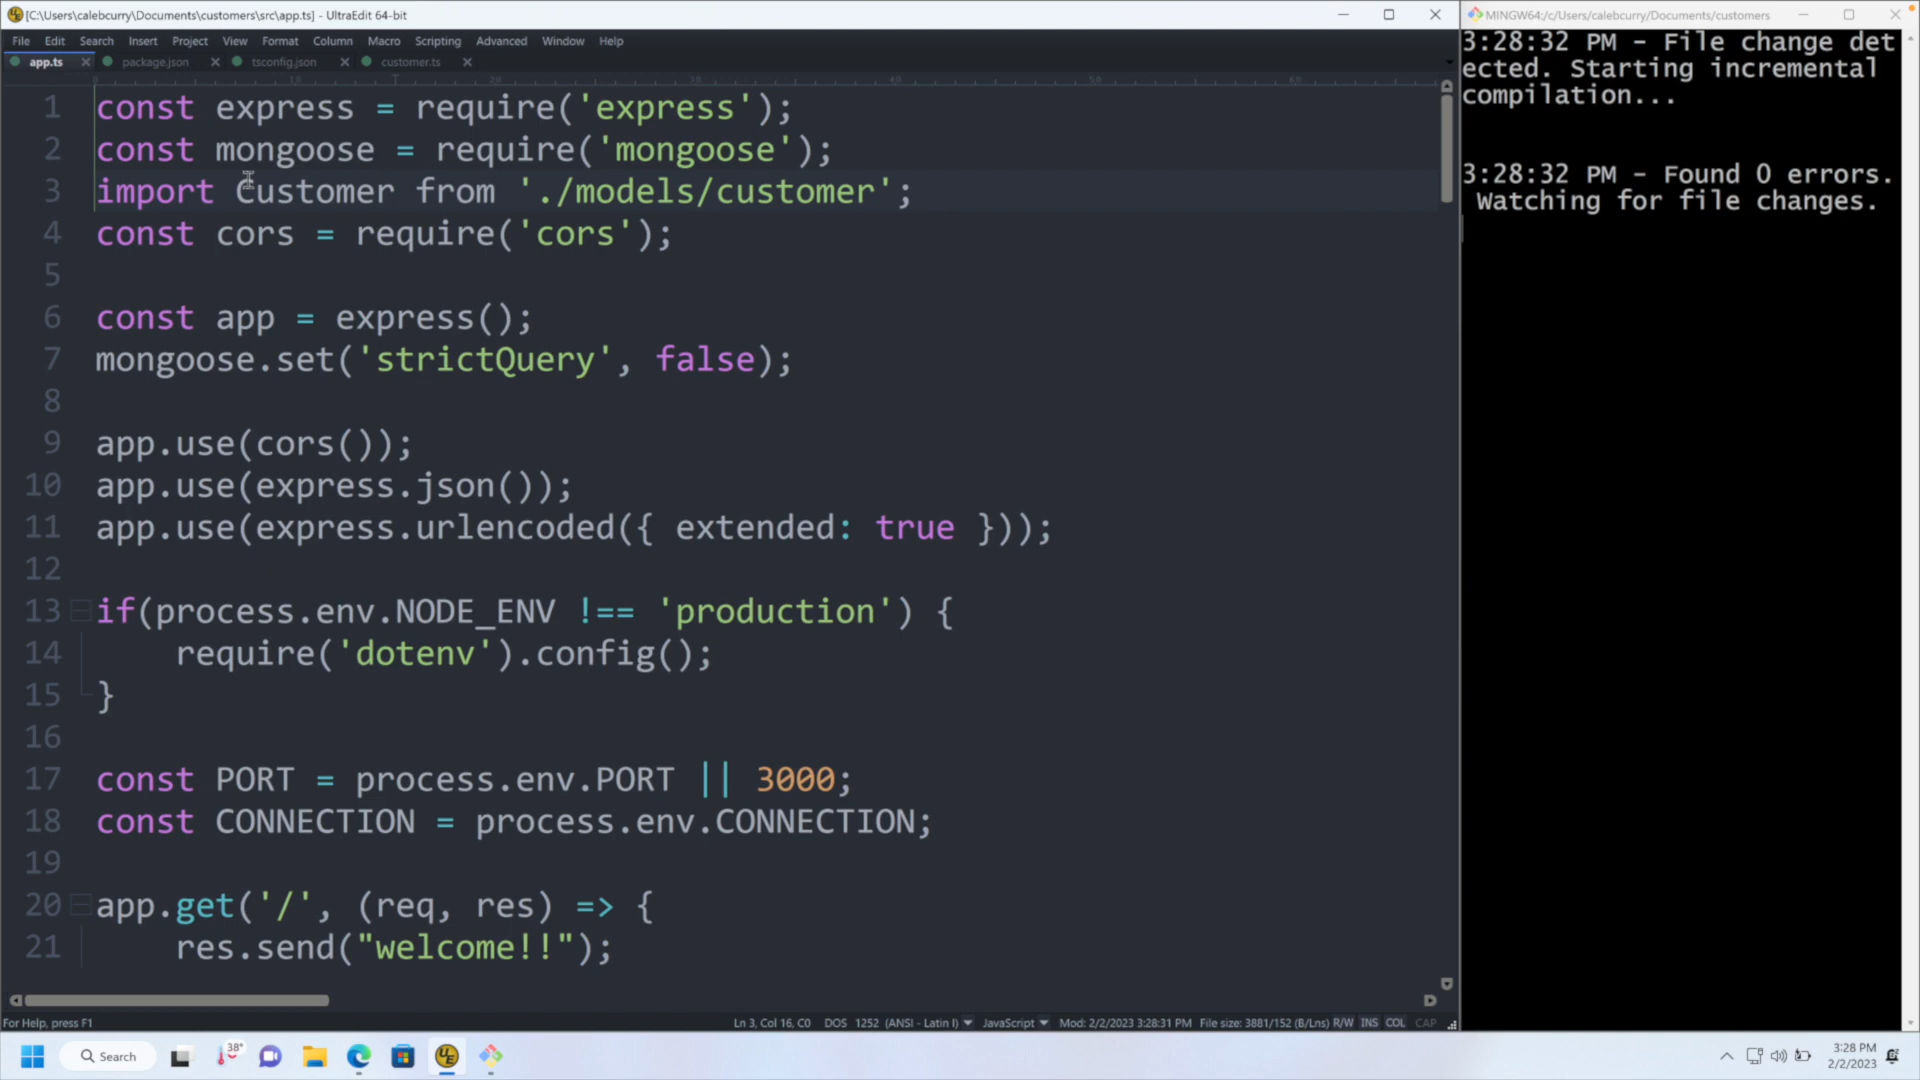 [C:\Users\calebcurry\Documents\customers\src\app.ts] - UltraEdit 64-bit
File Edit Search Insert Project View Format Column Macro Scripting Advanced Window Help
app.ts package.json tsconfig.json customer.ts
0 10 20 30 40 50 60
1 const express = require('express');
2 const mongoose = require('mongoose');
3 import Customer from './models/customer';
4 const cors = require('cors');
5
6 const app = express();
7 mongoose.set('strictQuery', false);
8
9 app.use(cors());
10 app.use(express.json());
11 app.use(express.urlencoded({ extended: true }));
12
13 if(process.env.NODE_ENV !== 'production') {
14 require('dotenv').config();
15 }
16
17 const PORT = process.env.PORT || 3000;
18 const CONNECTION = process.env.CONNECTION;
19
20 app.get('/', (req, res) => {
21 res.send("welcome!!");
For Help, press F1 Ln 3, Col 16, C0 DOS 1252 (ANSI - Latin I) JavaScript Mod: 2/2/2023 3:28:31 PM File size: 3881/152 (B/Lns) R/W INS COL CAP
MINGW64:/c/Users/calebcurry/Documents/customers
3:28:32 PM - File change det
ected. Starting incremental
compilation...
3:28:32 PM - Found 0 errors.
Watching for file changes.
Search
38°
UE
3:28 PM
2/2/2023